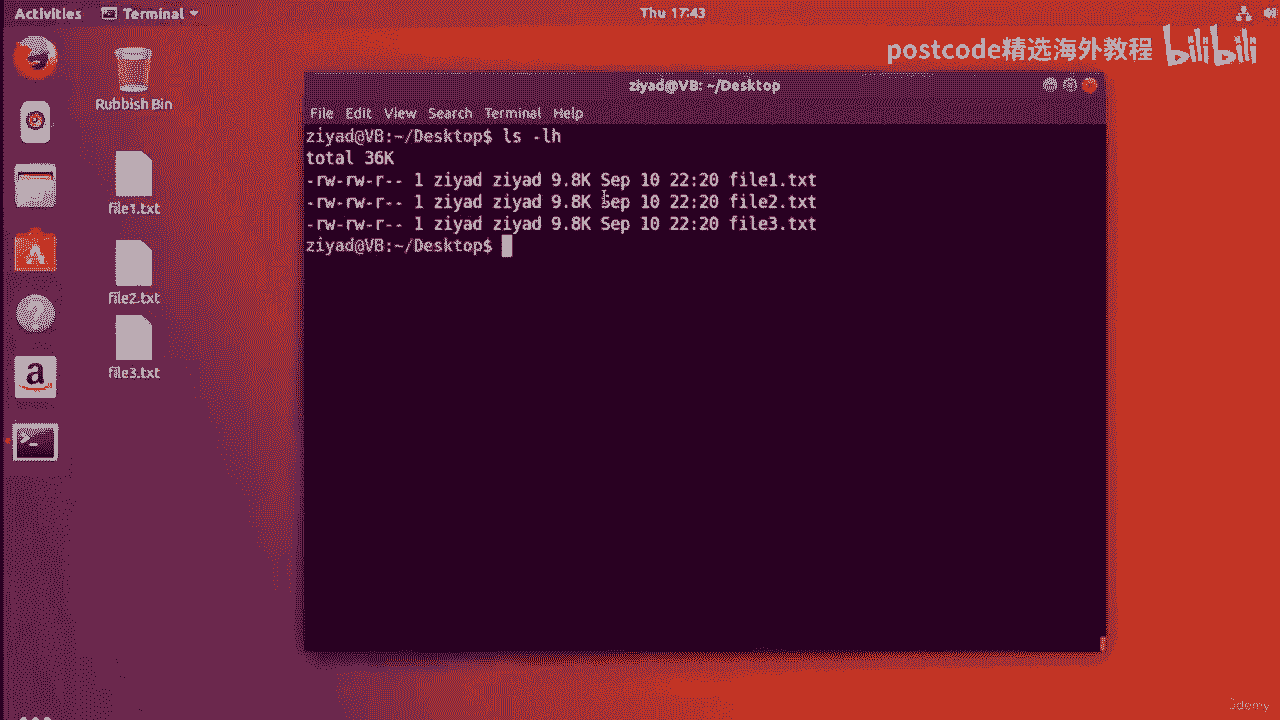 Activities Terminal Thu 17:43
postcode精选海外教程 bilibili
Rubbish Bin
file1.txt
file2.txt
file3.txt
ziyad@VB: ~/Desktop
File Edit View Search Terminal Help
ziyad@VB:~/Desktop$ ls -lh
total 36K
-rw-rw-r-- 1 ziyad ziyad 9.8K Sep 10 22:20 file1.txt
-rw-rw-r-- 1 ziyad ziyad 9.8K Sep 10 22:20 file2.txt
-rw-rw-r-- 1 ziyad ziyad 9.8K Sep 10 22:20 file3.txt
ziyad@VB:~/Desktop$
a
?
>_
Udemy